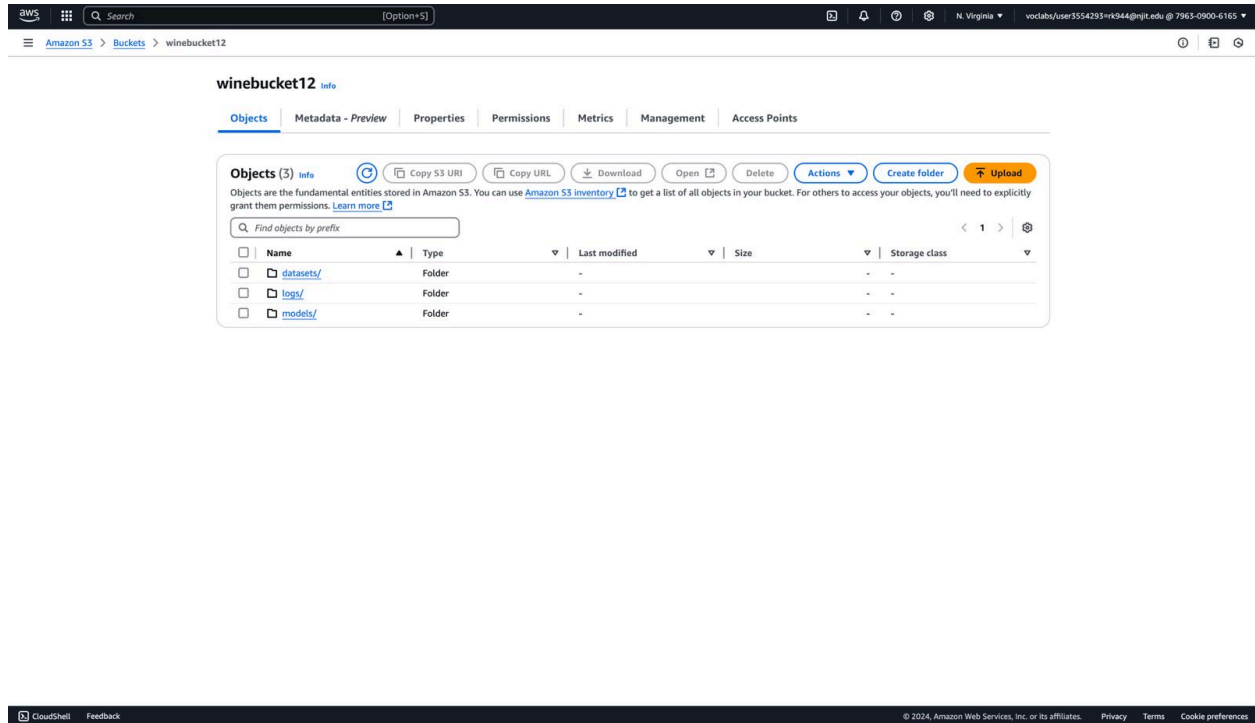 aws Search [Option+S] N. Virginia ▼ voclabs/user3554293=rk944@njit.edu @ 7963-0900-6165 ▼
Amazon S3 > Buckets > winebucket12
winebucket12 Info
Objects Metadata - Preview Properties Permissions Metrics Management Access Points
Objects (3) Info Copy S3 URI Copy URL Download Open Delete Actions ▼ Create folder Upload
Objects are the fundamental entities stored in Amazon S3. You can use Amazon S3 inventory to get a list of all objects in your bucket. For others to access your objects, you'll need to explicitly
grant them permissions. Learn more
Find objects by prefix < 1 >
Name ▲ Type ▽ Last modified ▽ Size ▽ Storage class ▽
datasets/ Folder - - -
logs/ Folder - - -
models/ Folder - - -
CloudShell Feedback © 2024, Amazon Web Services, Inc. or its affiliates. Privacy Terms Cookie preferences